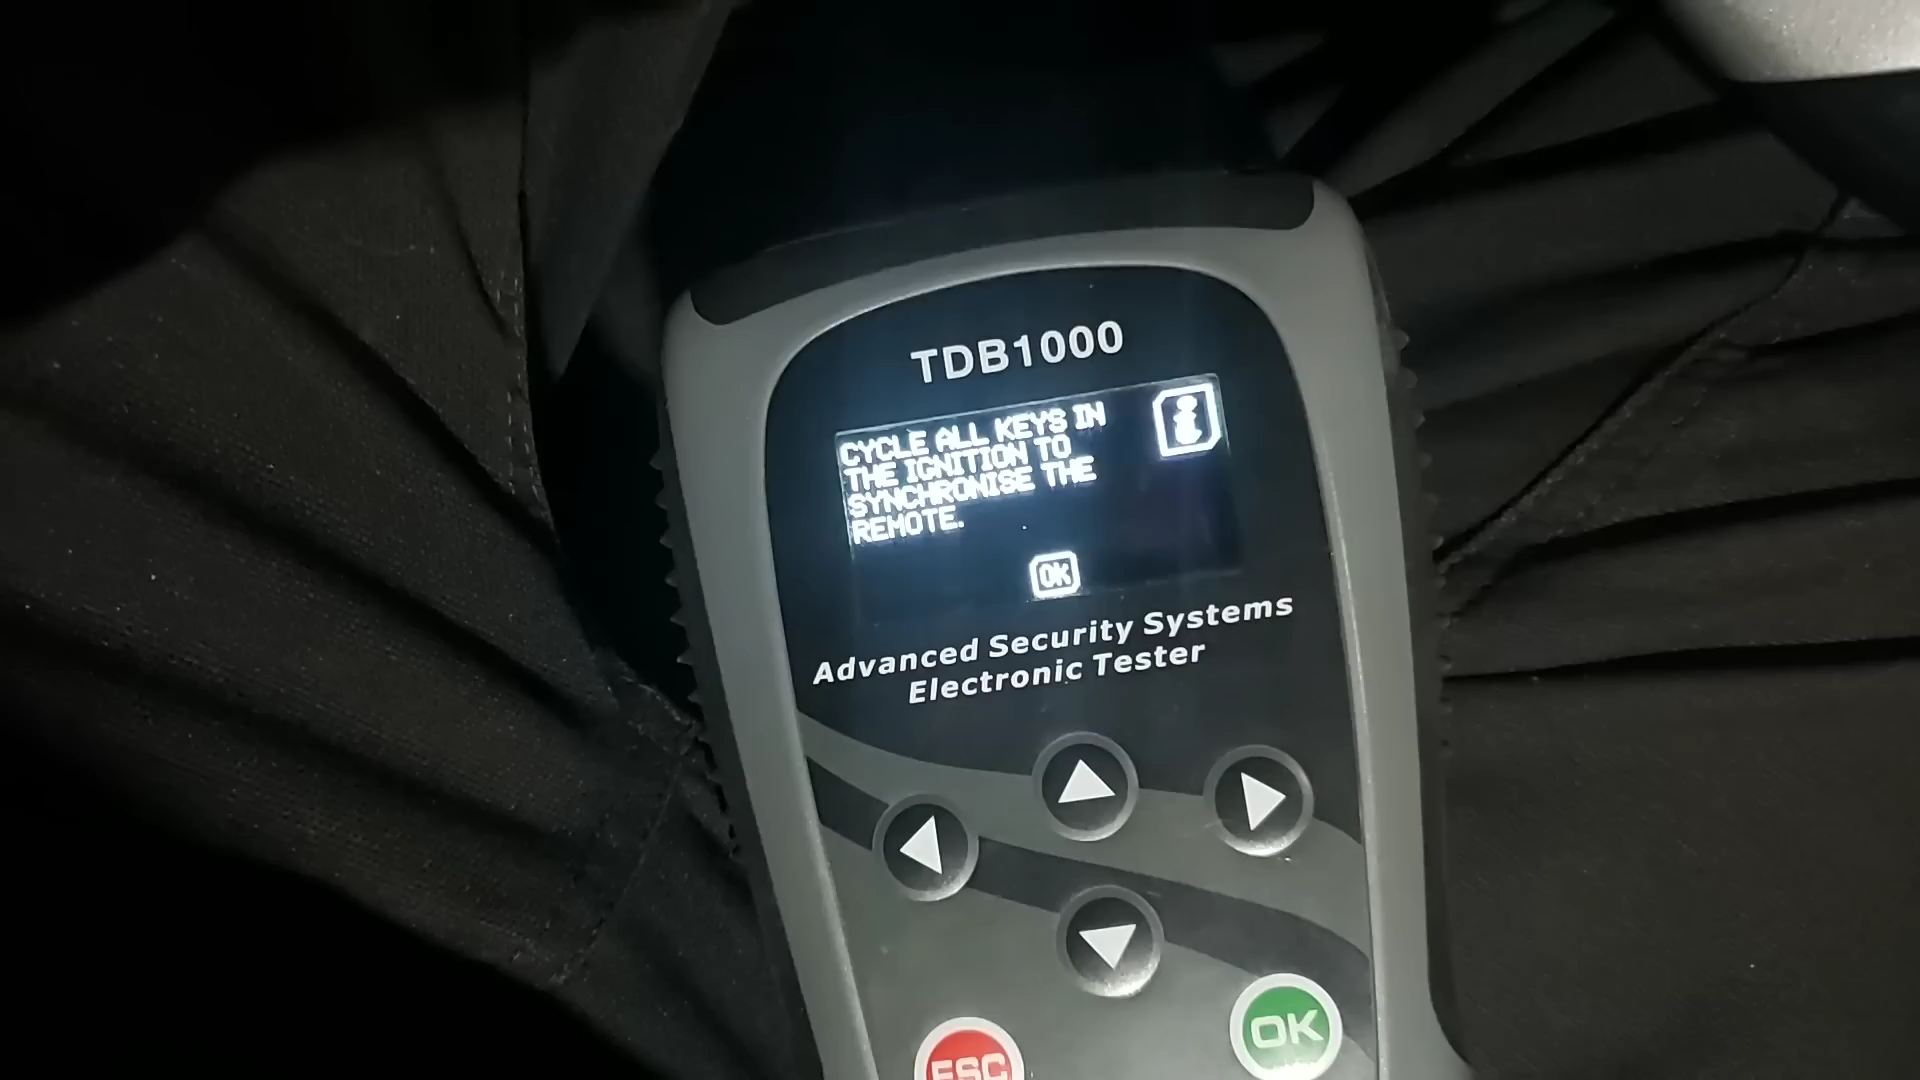 TDB1000
CYCLE ALL KEYS IN
THE IGNITION TO
SYNCHRONISE THE
REMOTE.
i
OK
Advanced Security Systems
Electronic Tester
OK
ESC